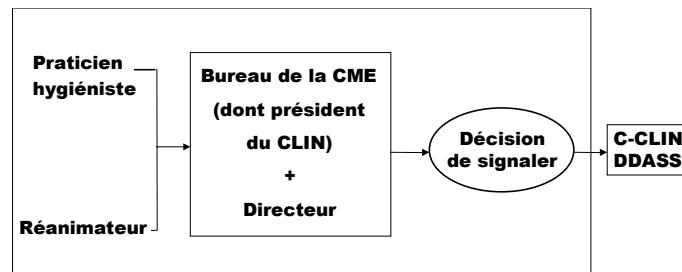 Praticien
hygiéniste
Réanimateur
Bureau de la CME
(dont président
du CLIN)
+
Directeur
Décision
de signaler
C-CLIN
DDASS